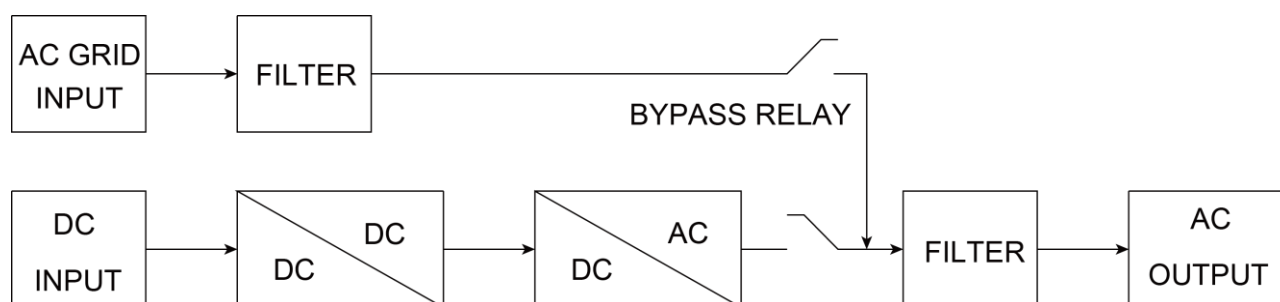 AC GRID
INPUT
FILTER
BYPASS RELAY
DC
INPUT
DC
DC
AC
DC
FILTER
AC
OUTPUT